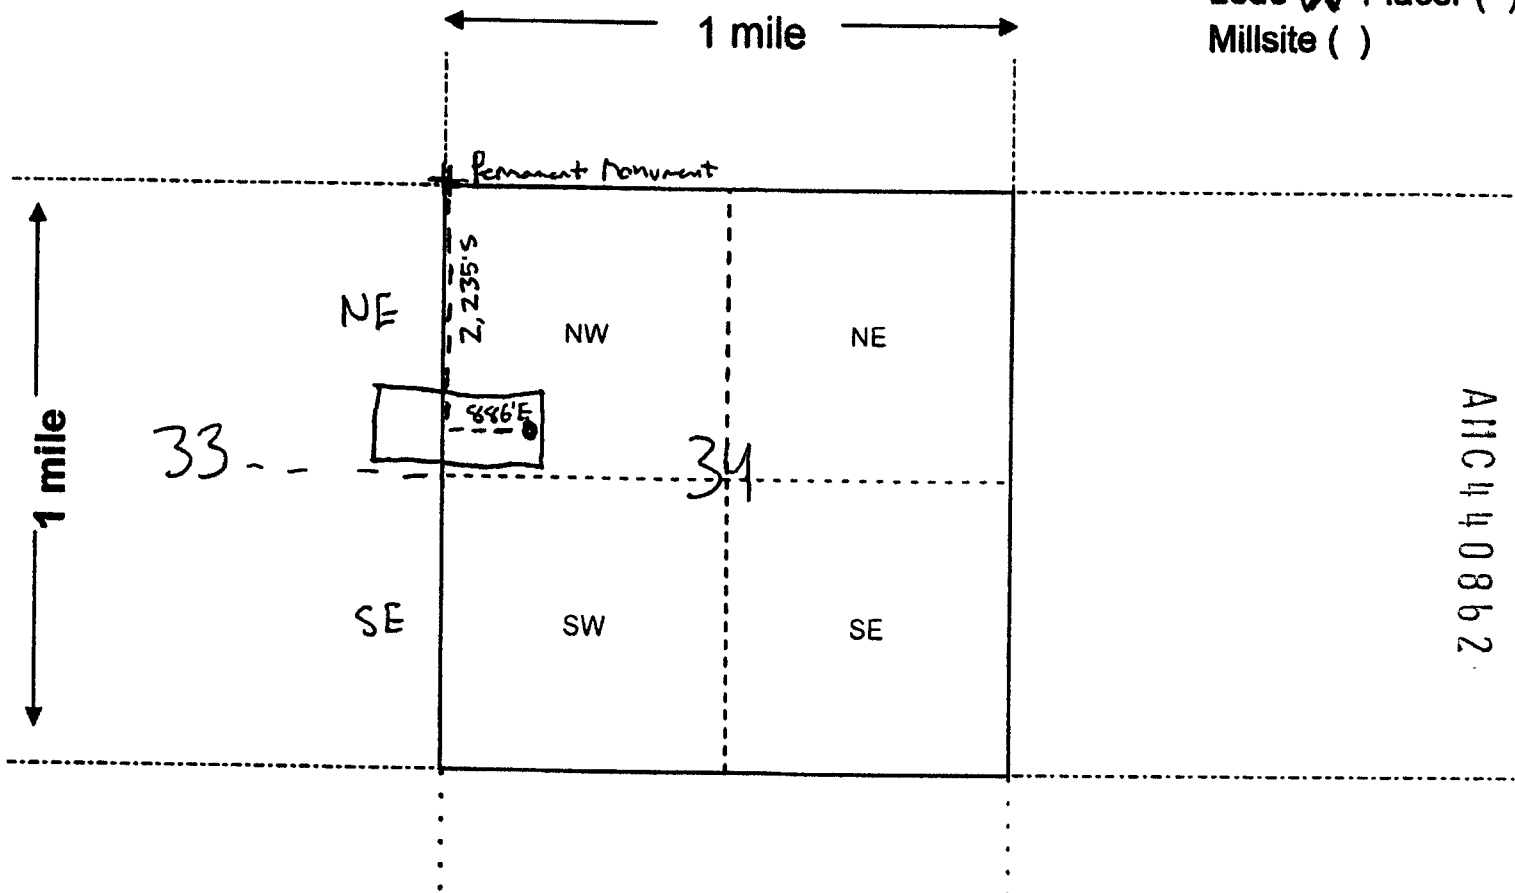 1 mile
Millsite ( )
Permanent Monument
1 mile
NE
2,235'S
NW
NE
886'E
33
34
SE
SW
SE
AMC440862